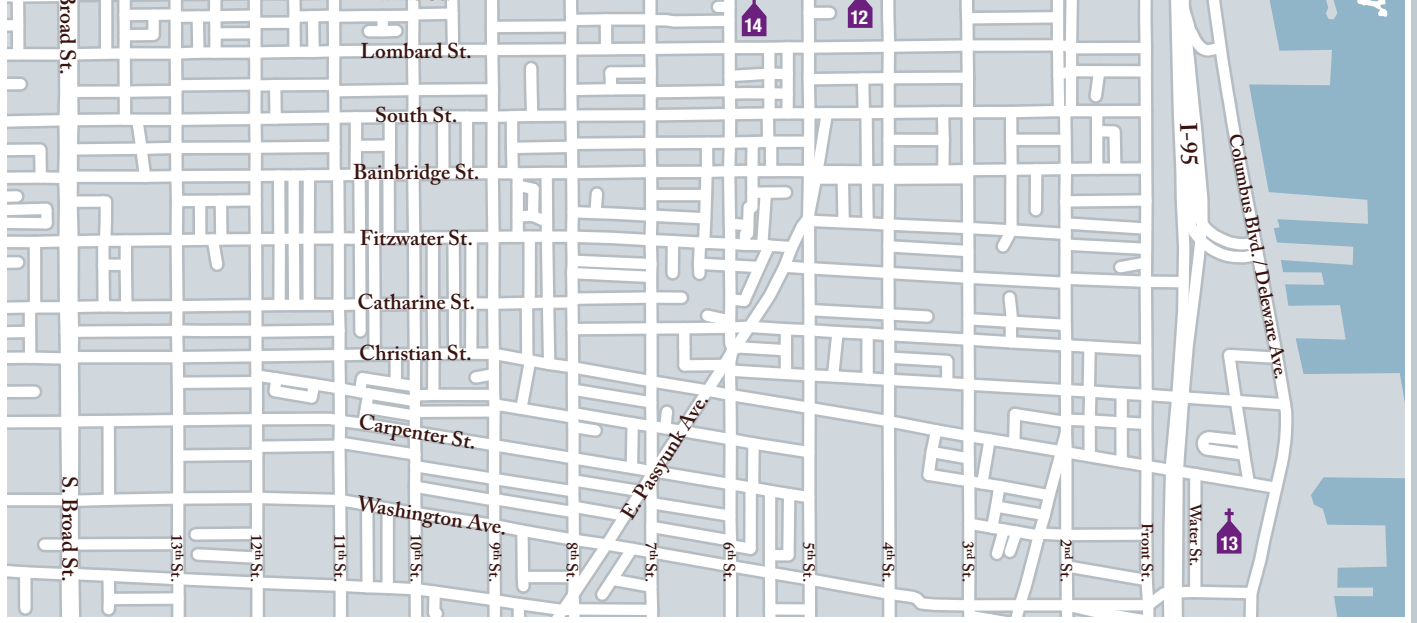 14
12
Broad St.
Lombard St.
South St.
I-95
Columbus Blvd. / Deleware Ave.
Bainbridge St.
Fitzwater St.
Catharine St.
Christian St.
Carpenter St.
E. Passyunk Ave.
S. Broad St.
Washington Ave.
Water St.
13
13th St.
12th St.
11th St.
10th St.
9th St.
8th St.
7th St.
6th St.
5th St.
4th St.
3rd St.
2nd St.
Front St.